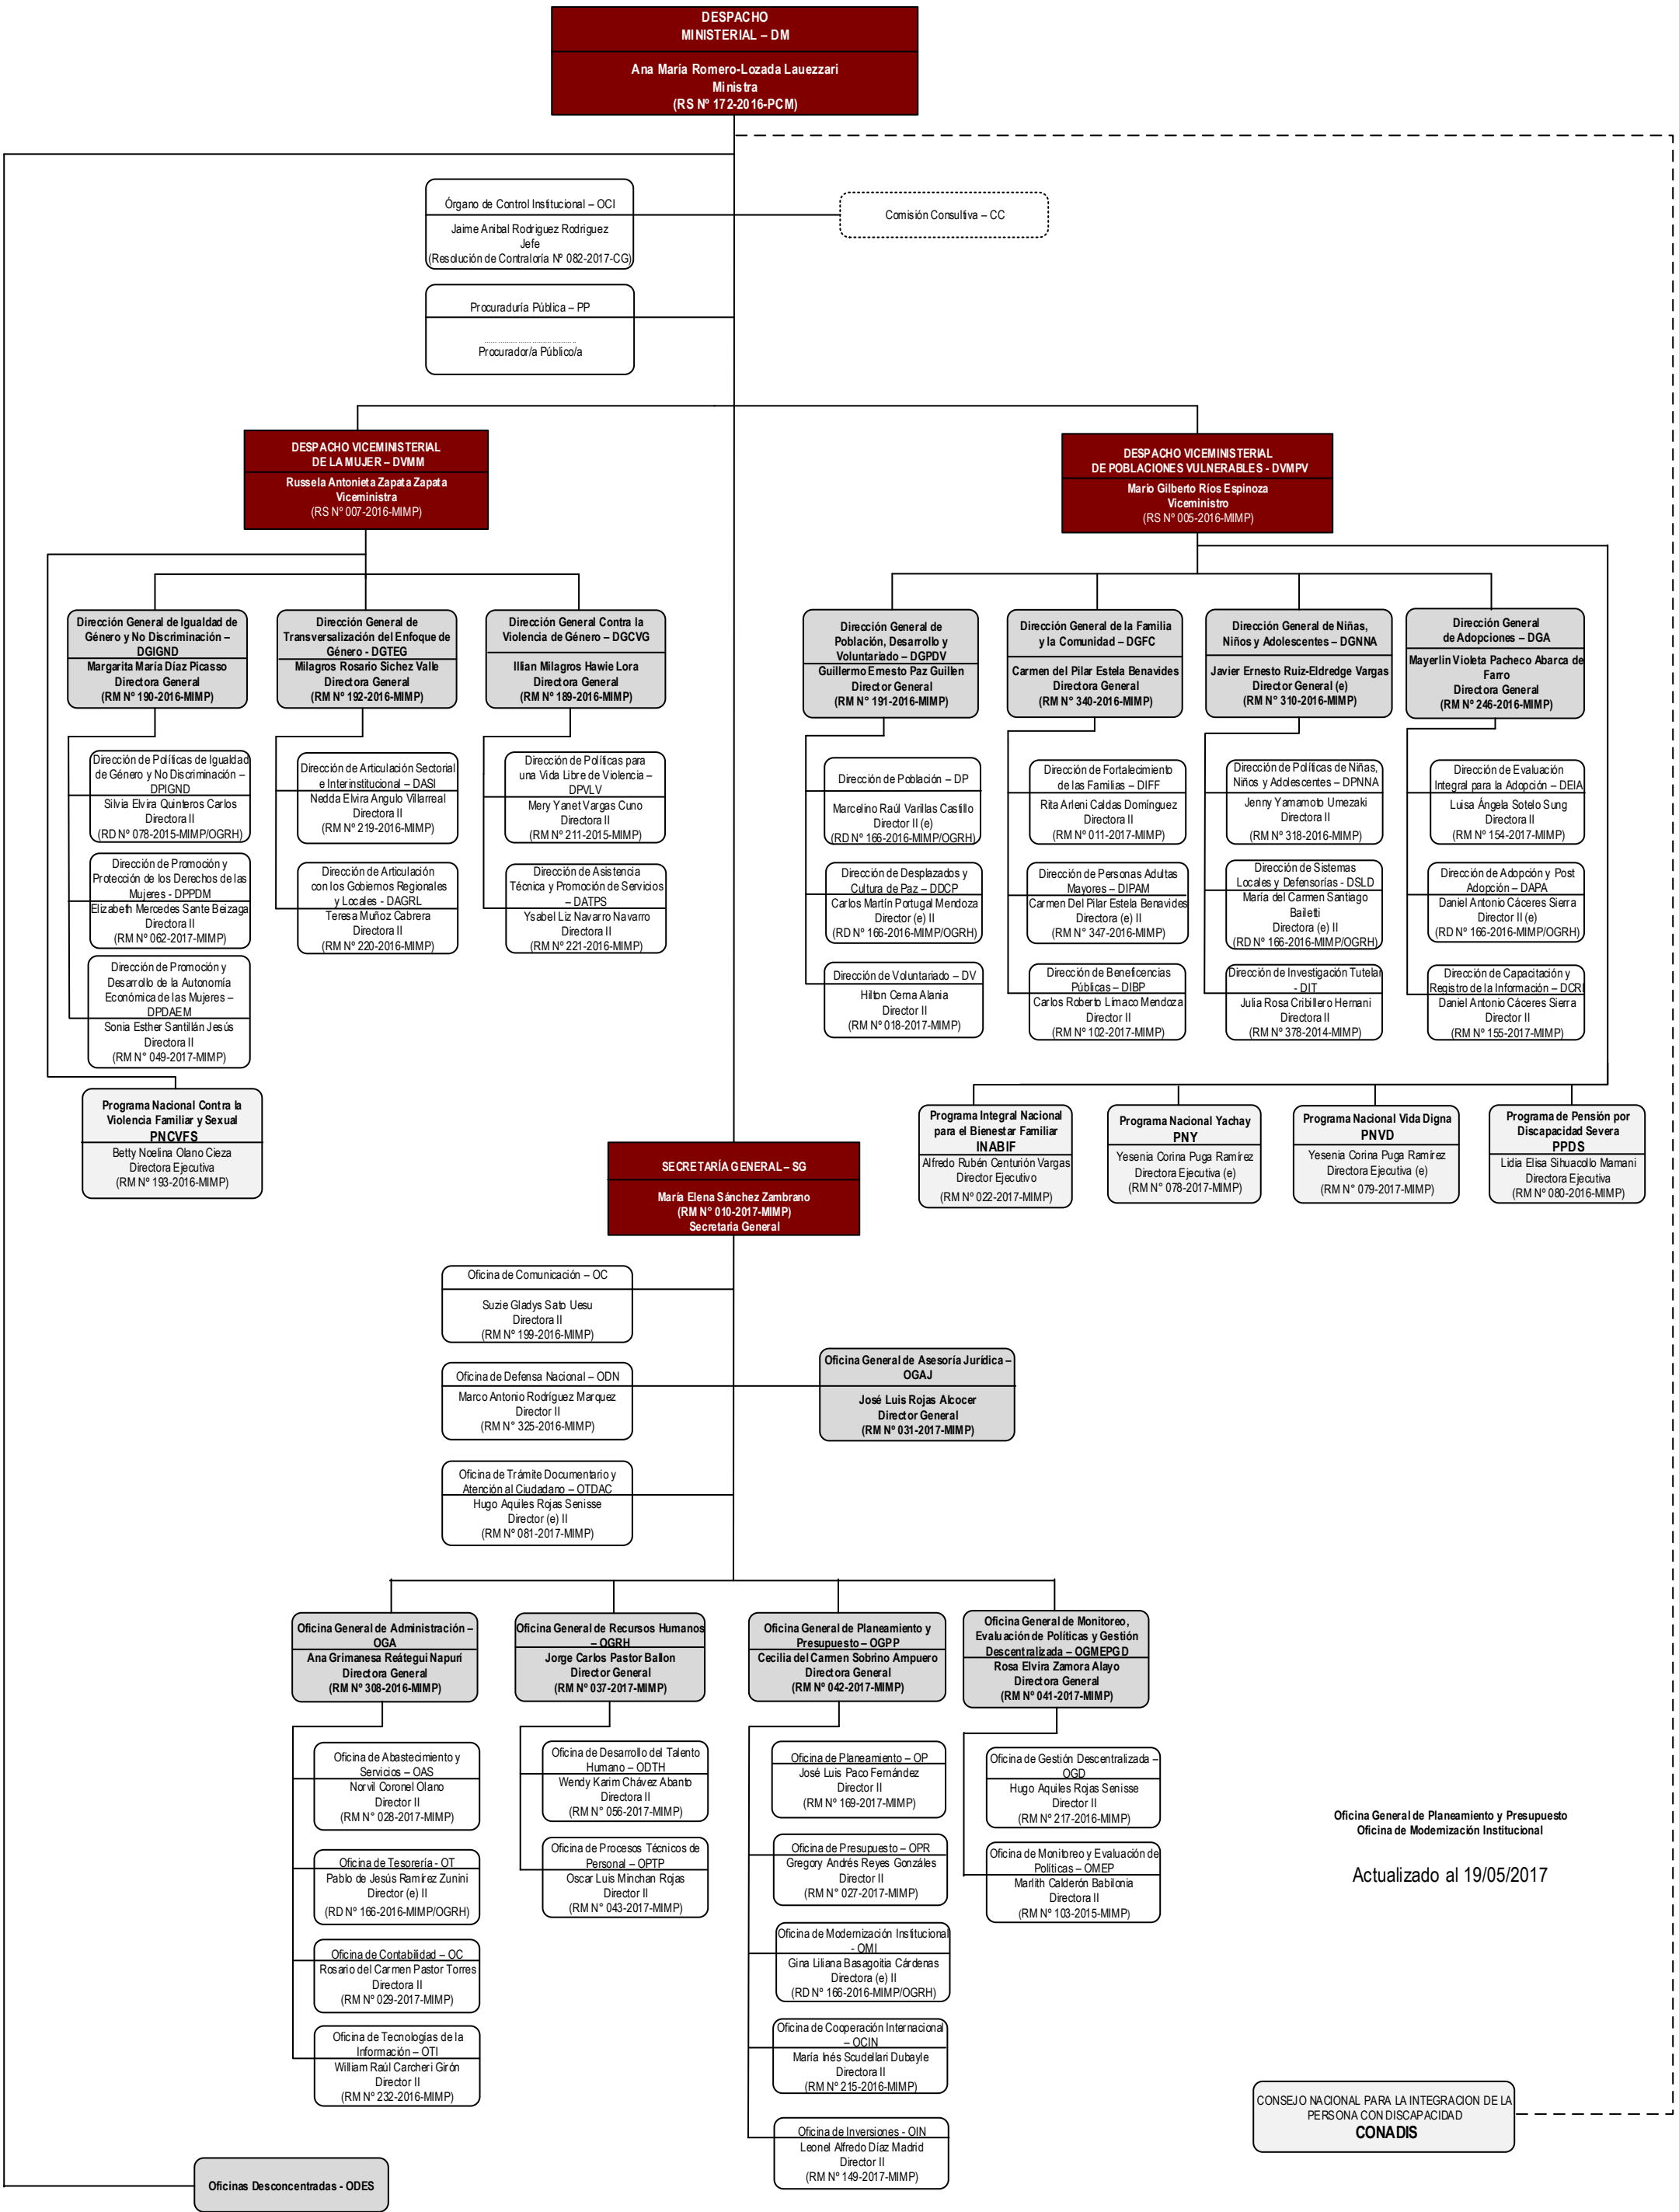 DESPACHO
MINISTERIAL – DM
Ana María Romero-Lozada Lauezzari
Ministra
(RS Nº 172-2016-PCM)
Órgano de Control Institucional – OCI
Jaime Anibal Rodriguez Rodriguez
Jefe
(Resolución de Contraloría Nº 082-2017-CG)
Comisión Consultiva – CC
Procuraduría Pública – PP
Procurador/a Público/a
DESPACHO VICEMINISTERIAL
DE LA MUJER – DVMM
Russela Antonieta Zapata Zapata
Viceministra
(RS Nº 007-2016-MIMP)
DESPACHO VICEMINISTERIAL
DE POBLACIONES VULNERABLES - DVMPV
Mario Gilberto Ríos Espinoza
Viceministro
(RS Nº 005-2016-MIMP)
Dirección General de Igualdad de
Género y No Discriminación –
DGIGND
Margarita María Díaz Picasso
Directora General
(RM Nº 190-2016-MIMP)
Dirección General de
Transversalización del Enfoque de
Género - DGTEG
Milagros Rosario Sichez Valle
Directora General
(RM Nº 192-2016-MIMP)
Dirección General Contra la
Violencia de Género – DGCVG
Illian Milagros Hawie Lora
Directora General
(RM Nº 189-2016-MIMP)
Dirección General de
Población, Desarrollo y
Voluntariado – DGPDV
Guillermo Ernesto Paz Guillen
Director General
(RM Nº 191-2016-MIMP)
Dirección General de la Familia
y la Comunidad – DGFC
Carmen del Pilar Estela Benavides
Directora General
(RM Nº 340-2016-MIMP)
Dirección General de Niñas,
Niños y Adolescentes – DGNNA
Javier Ernesto Ruiz-Eldredge Vargas
Director General (e)
(RM Nº 310-2016-MIMP)
Dirección General
de Adopciones – DGA
Mayerlin Violeta Pacheco Abarca de
Farro
Directora General
(RM Nº 246-2016-MIMP)
Dirección de Políticas de Igualdad
de Género y No Discriminación –
DPIGND
Silvia Elvira Quinteros Carlos
Directora II
(RD Nº 078-2015-MIMP/OGRH)
Dirección de Articulación Sectorial
e Interinstitucional – DASI
Nedda Elvira Angulo Villarreal
Directora II
(RM Nº 219-2016-MIMP)
Dirección de Políticas para
una Vida Libre de Violencia –
DPVLV
Mery Yanet Vargas Cuno
Directora II
(RM Nº 211-2015-MIMP)
Dirección de Población – DP
Marcelino Raúl Varillas Castillo
Director II (e)
(RD Nº 166-2016-MIMP/OGRH)
Dirección de Fortalecimiento
de las Familias – DIFF
Rita Arleni Caldas Domínguez
Directora II
(RM Nº 011-2017-MIMP)
Dirección de Políticas de Niñas,
Niños y Adolescentes – DPNNA
Jenny Yamamoto Umezaki
Directora II
(RM Nº 318-2016-MIMP)
Dirección de Evaluación
Integral para la Adopción – DEIA
Luisa Ángela Sotelo Sung
Directora II
(RM Nº 154-2017-MIMP)
Dirección de Promoción y
Protección de los Derechos de las
Mujeres - DPPDM
Elizabeth Mercedes Sante Beizaga
Directora II
(RM Nº 062-2017-MIMP)
Dirección de Articulación
con los Gobiernos Regionales
y Locales - DAGRL
Teresa Muñoz Cabrera
Directora II
(RM Nº 220-2016-MIMP)
Dirección de Asistencia
Técnica y Promoción de Servicios
– DATPS
Ysabel Liz Navarro Navarro
Directora II
(RM Nº 221-2016-MIMP)
Dirección de Desplazados y
Cultura de Paz – DDCP
Carlos Martín Portugal Mendoza
Director (e) II
(RD Nº 166-2016-MIMP/OGRH)
Dirección de Personas Adultas
Mayores – DIPAM
Carmen Del Pilar Estela Benavides
Directora (e) II
(RM Nº 347-2016-MIMP)
Dirección de Sistemas
Locales y Defensorías - DSLD
María del Carmen Santiago
Bailetti
Directora (e) II
(RD Nº 166-2016-MIMP/OGRH)
Dirección de Adopción y Post
Adopción – DAPA
Daniel Antonio Cáceres Sierra
Director II (e)
(RD Nº 166-2016-MIMP/OGRH)
Dirección de Promoción y
Desarrollo de la Autonomía
Económica de las Mujeres –
DPDAEM
Sonia Esther Santillán Jesús
Directora II
(RM N° 049-2017-MIMP)
Dirección de Voluntariado – DV
Hilton Cerna Alania
Director II
(RM Nº 018-2017-MIMP)
Dirección de Beneficencias
Públicas – DIBP
Carlos Roberto Limaco Mendoza
Director II
(RM Nº 102-2017-MIMP)
Dirección de Investigación Tutelar
- DIT
Julia Rosa Cribillero Hernani
Directora II
(RM Nº 378-2014-MIMP)
Dirección de Capacitación y
Registro de la Información – DCRI
Daniel Antonio Cáceres Sierra
Director II
(RM N° 155-2017-MIMP)
Programa Nacional Contra la
Violencia Familiar y Sexual
PNCVFS
Betty Noelina Olano Cieza
Directora Ejecutiva
(RM Nº 193-2016-MIMP)
Programa Integral Nacional
para el Bienestar Familiar
INABIF
Alfredo Rubén Centurión Vargas
Director Ejecutivo
(RM Nº 022-2017-MIMP)
Programa Nacional Yachay
PNY
Yesenia Corina Puga Ramírez
Directora Ejecutiva (e)
(RM Nº 078-2017-MIMP)
Programa Nacional Vida Digna
PNVD
Yesenia Corina Puga Ramírez
Directora Ejecutiva (e)
(RM Nº 079-2017-MIMP)
Programa de Pensión por
Discapacidad Severa
PPDS
Lidia Elisa Sihuacollo Mamani
Directora Ejecutiva
(RM Nº 080-2016-MIMP)
SECRETARÍA GENERAL – SG
María Elena Sánchez Zambrano
(RM N° 010-2017-MIMP)
Secretaria General
Oficina de Comunicación – OC
Suzie Gladys Sato Uesu
Directora II
(RM Nº 199-2016-MIMP)
Oficina de Defensa Nacional – ODN
Marco Antonio Rodríguez Marquez
Director II
(RM N° 325-2016-MIMP)
Oficina General de Asesoría Jurídica –
OGAJ
José Luis Rojas Alcocer
Director General
(RM Nº 031-2017-MIMP)
Oficina de Trámite Documentario y
Atención al Ciudadano – OTDAC
Hugo Aquiles Rojas Senisse
Director (e) II
(RM Nº 081-2017-MIMP)
Oficina General de Administración –
OGA
Ana Grimanesa Reátegui Napurí
Directora General
(RM Nº 308-2016-MIMP)
Oficina General de Recursos Humanos
– OGRH
Jorge Carlos Pastor Ballon
Director General
(RM Nº 037-2017-MIMP)
Oficina General de Planeamiento y
Presupuesto – OGPP
Cecilia del Carmen Sobrino Ampuero
Directora General
(RM Nº 042-2017-MIMP)
Oficina General de Monitoreo,
Evaluación de Políticas y Gestión
Descentralizada – OGMEPGD
Rosa Elvira Zamora Alayo
Directora General
(RM Nº 041-2017-MIMP)
Oficina de Abastecimiento y
Servicios – OAS
Norvil Coronel Olano
Director II
(RM Nº 028-2017-MIMP)
Oficina de Desarrollo del Talento
Humano – ODTH
Wendy Karim Chávez Abanto
Directora II
(RM Nº 056-2017-MIMP)
Oficina de Planeamiento – OP
José Luis Paco Fernández
Director II
(RM Nº 169-2017-MIMP)
Oficina de Gestión Descentralizada –
OGD
Hugo Aquiles Rojas Senisse
Director II
(RM Nº 217-2016-MIMP)
Oficina de Tesorería - OT
Pablo de Jesús Ramírez Zunini
Director (e) II
(RD Nº 166-2016-MIMP/OGRH)
Oficina de Procesos Técnicos de
Personal – OPTP
Oscar Luis Minchan Rojas
Director II
(RM N° 043-2017-MIMP)
Oficina de Presupuesto – OPR
Gregory Andrés Reyes Gonzáles
Director II
(RM Nº 027-2017-MIMP)
Oficina de Monitoreo y Evaluación de
Políticas – OMEP
Marlith Calderón Babilonia
Directora II
(RM Nº 103-2015-MIMP)
Oficina General de Planeamiento y Presupuesto
Oficina de Modernización Institucional
Actualizado al 19/05/2017
Oficina de Contabilidad – OC
Rosario del Carmen Pastor Torres
Directora II
(RM Nº 029-2017-MIMP)
Oficina de Modernización Institucional
- OMI
Gina Liliana Basagoitia Cárdenas
Directora (e) II
(RD Nº 166-2016-MIMP/OGRH)
Oficina de Tecnologías de la
Información – OTI
William Raúl Carcheri Girón
Director II
(RM Nº 232-2016-MIMP)
Oficina de Cooperación Internacional
– OCIN
María Inés Scudellari Dubayle
Directora II
(RM Nº 215-2016-MIMP)
Oficina de Inversiones - OIN
Leonel Alfredo Díaz Madrid
Director II
(RM Nº 149-2017-MIMP)
CONSEJO NACIONAL PARA LA INTEGRACION DE LA
PERSONA CON DISCAPACIDAD
CONADIS
Oficinas Desconcentradas - ODES